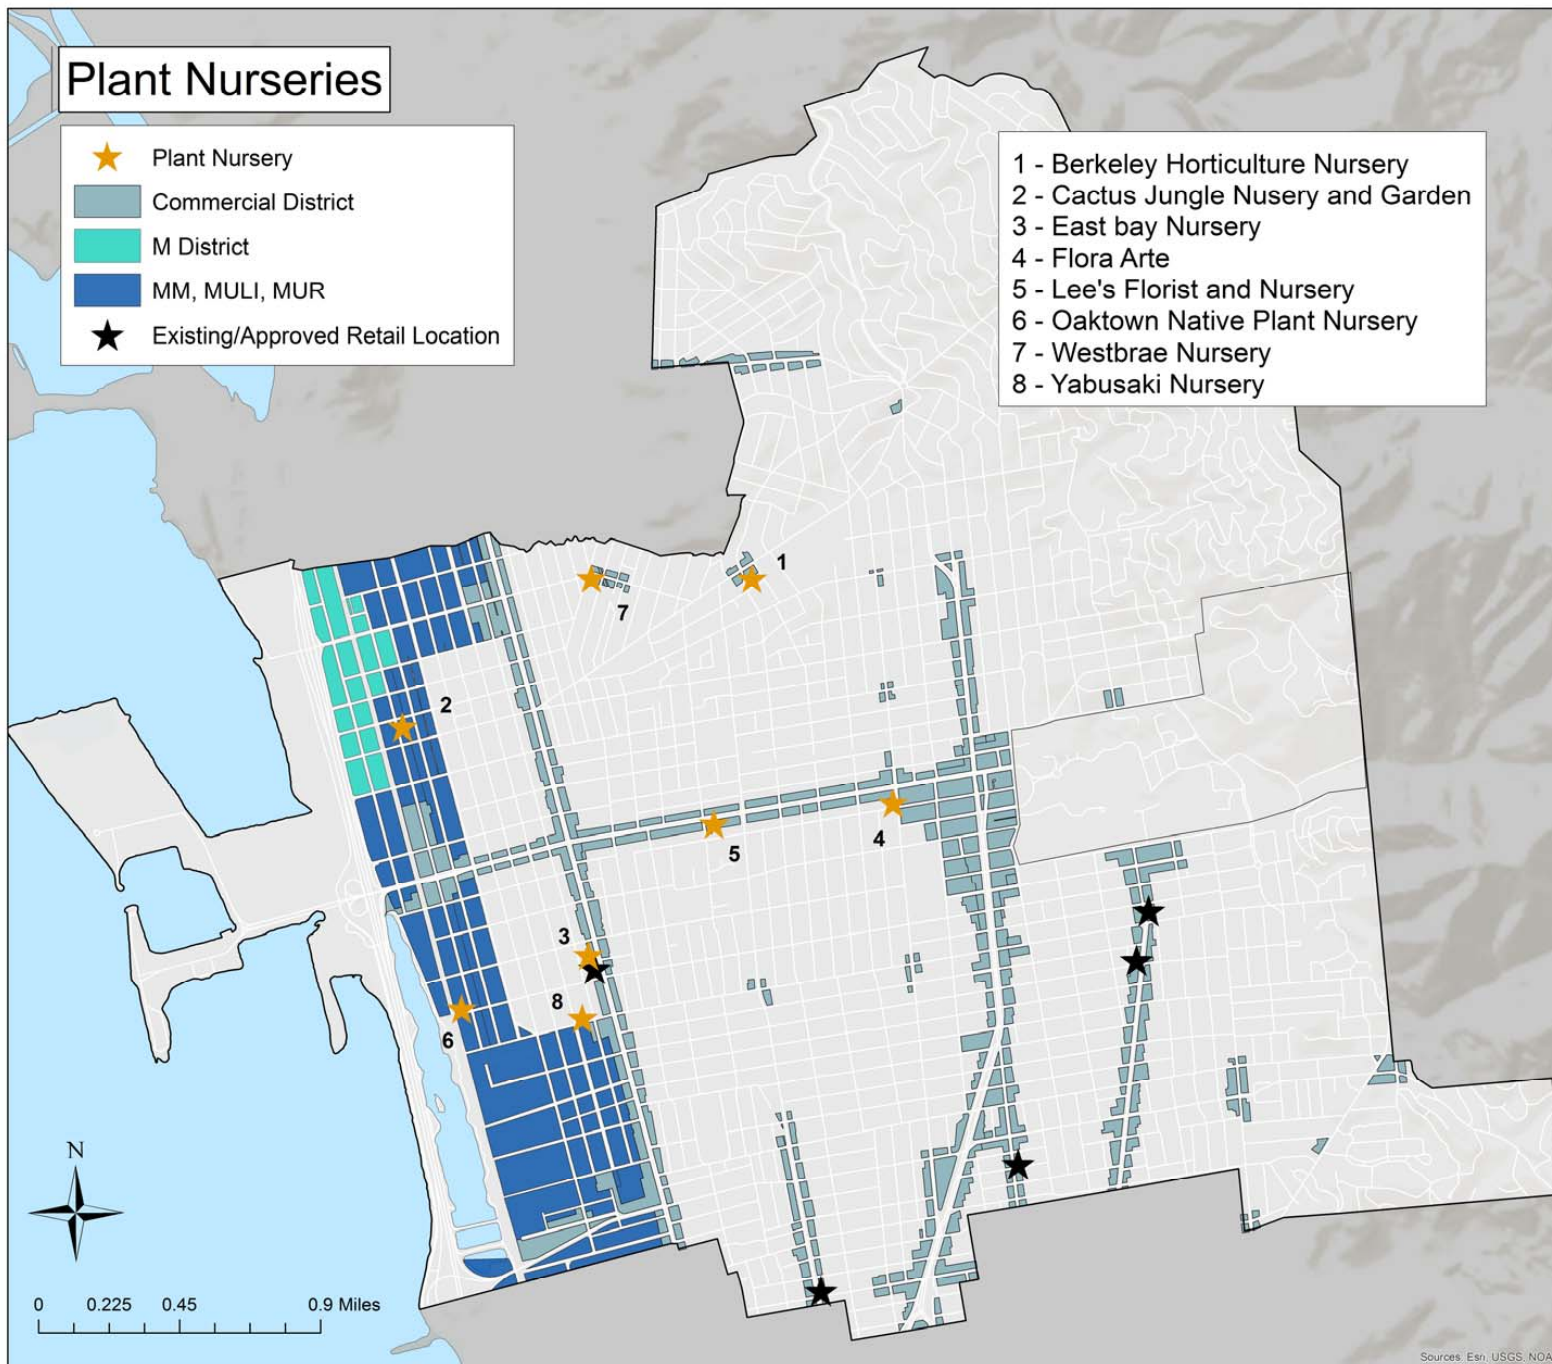 Plant Nurseries
Plant Nursery
Commercial District
M District
MM, MULI, MUR
Existing/Approved Retail Location
1 - Berkeley Horticulture Nursery
2 - Cactus Jungle Nusery and Garden
3 - East bay Nursery
4 - Flora Arte
5 - Lee's Florist and Nursery
6 - Oaktown Native Plant Nursery
7 - Westbrae Nursery
8 - Yabusaki Nursery
1
7
2
4
5
3
8
6
N
0 0.225 0.45 0.9 Miles
Sources: Esri, USGS, NOA